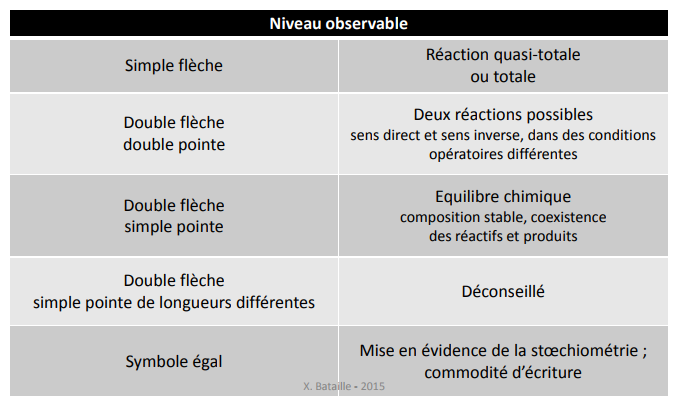 Niveau observable
Simple flèche
Réaction quasi-totale
ou totale
Double flèche
double pointe
Deux réactions possibles
sens direct et sens inverse, dans des conditions
opératoires différentes
Double flèche
simple pointe
Equilibre chimique
composition stable, coexistence
des réactifs et produits
Double flèche
simple pointe de longueurs différentes
Déconseillé
Symbole égal
Mise en évidence de la stœchiométrie ;
commodité d’écriture
X. Bataille • 2015